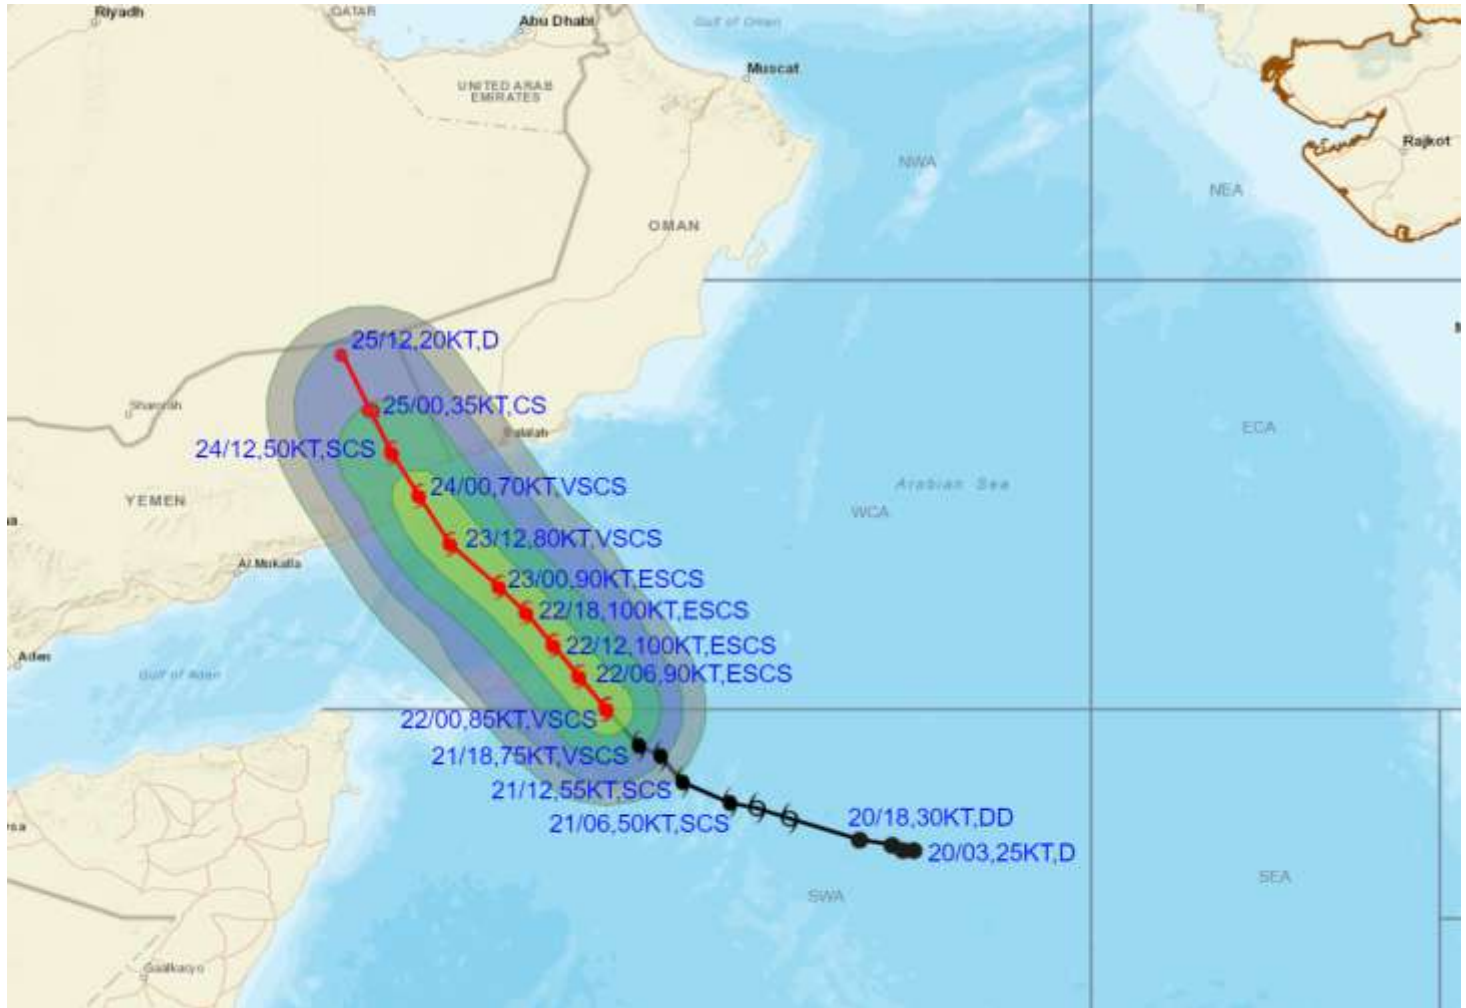 Riyadh
QATAR
Abu Dhabi
Gulf of Oman
Muscat
UNITED ARAB
EMIRATES
Rajkot
NWA
NEA
OMAN
25/12,20KT,D
Sharorah
25/00,35KT,CS
Salalah
ECA
24/12,50KT,SCS
24/00,70KT,VSCS
Arabian Sea
YEMEN
WCA
23/12,80KT,VSCS
Al Mukalla
23/00,90KT,ESCS
22/18,100KT,ESCS
22/12,100KT,ESCS
Aden
Gulf of Aden
22/06,90KT,ESCS
22/00,85KT,VSCS
21/18,75KT,VSCS
21/12,55KT,SCS
21/06,50KT,SCS
20/18,30KT,DD
20/03,25KT,D
SEA
SWA
Gaalkacyo